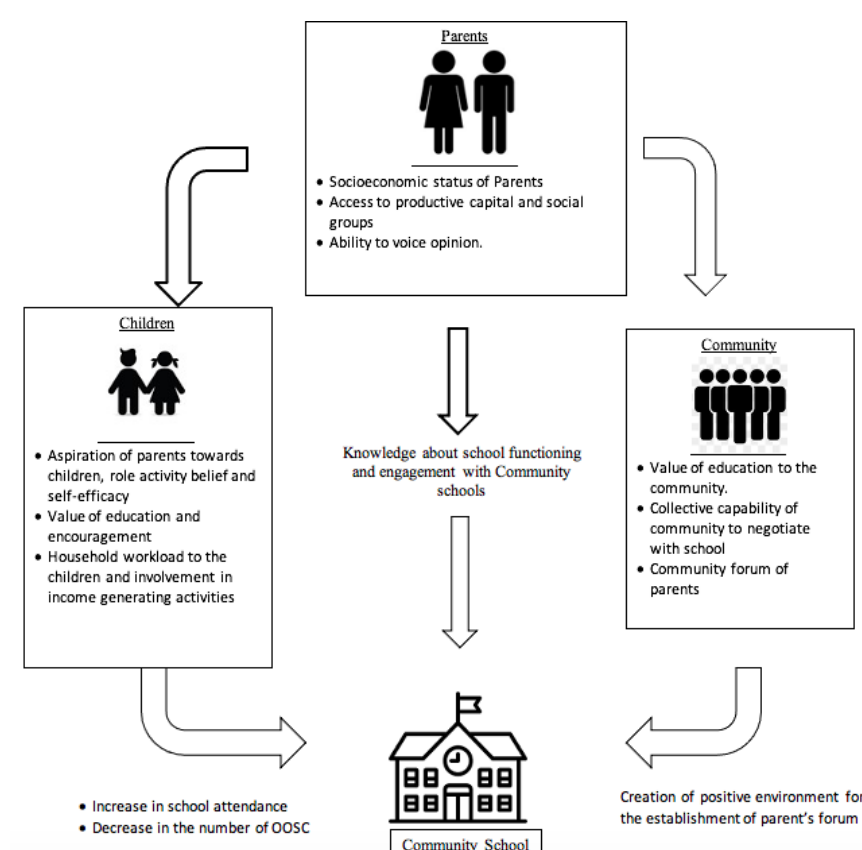 Parents
• Socioeconomic status of Parents
• Access to productive capital and social
groups
• Ability to voice opinion.
Children
• Aspiration of parents towards
children, role activity belief and
self-efficacy
• Value of education and
encouragement
• Household workload to the
children and involvement in
income generating activities
Knowledge about school functioning
and engagement with Community
schools
Community
• Value of education to the
community.
• Collective capability of
community to negotiate
with school
• Community forum of
parents
• Increase in school attendance
• Decrease in the number of OOSC
Community School
Creation of positive environment for
the establishment of parent's forum